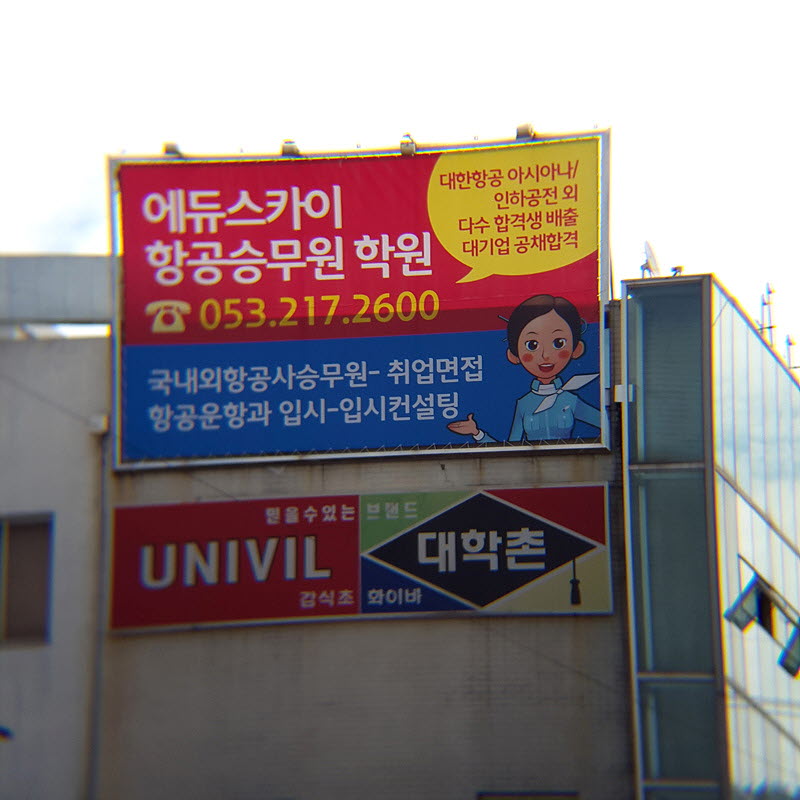 에듀스카이
항공승무원 학원
☎ 053.217.2600
대한항공 아시아나/
인하공전 외
다수 합격생 배출
대기업 공채합격
국내외항공사승무원- 취업면접
항공운항과 입시-입시컨설팅
믿을수있는 브랜드
UNIVIL
대학촌
감식초 화이바